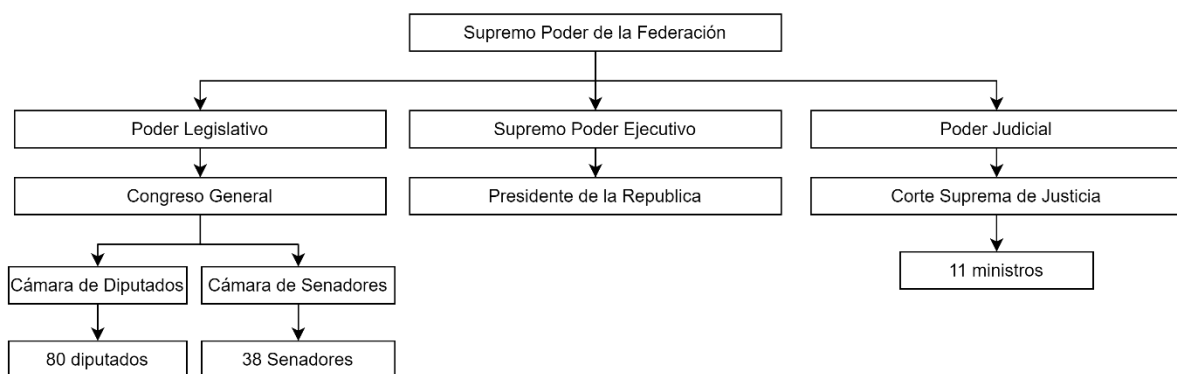 Supremo Poder de la Federación
Poder Legislativo
Supremo Poder Ejecutivo
Poder Judicial
Congreso General
Presidente de la Republica
Corte Suprema de Justicia
Cámara de Diputados
Cámara de Senadores
11 ministros
80 diputados
38 Senadores